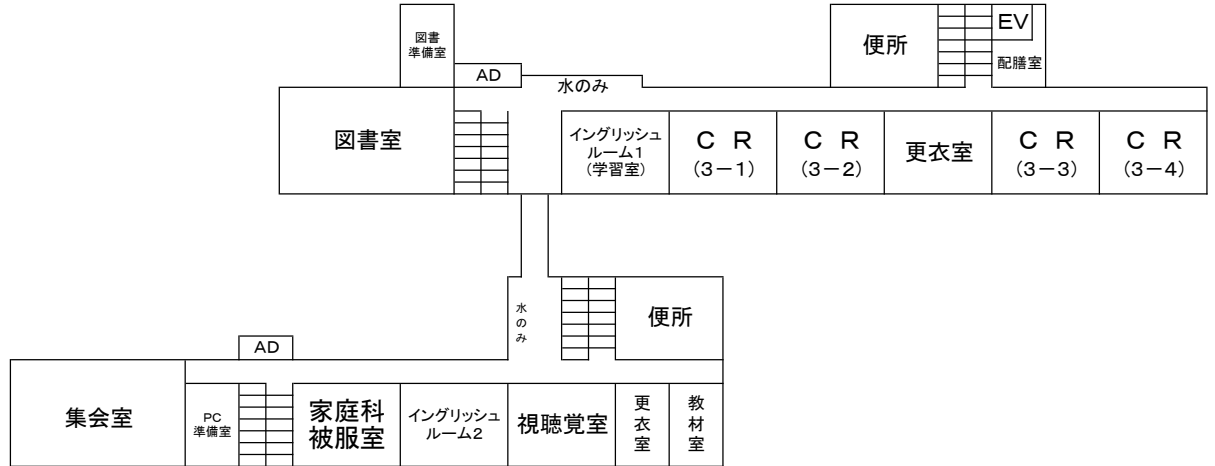 図書
準備室
AD
水のみ
便所
EV
配膳室
図書室
イングリッシュ
ルーム1
(学習室)
C R
(3-1)
C R
(3-2)
更衣室
C R
(3-3)
C R
(3-4)
水のみ
便所
AD
集会室
PC
準備室
家庭科
被服室
イングリッシュ
ルーム2
視聴覚室
更衣室
教材室